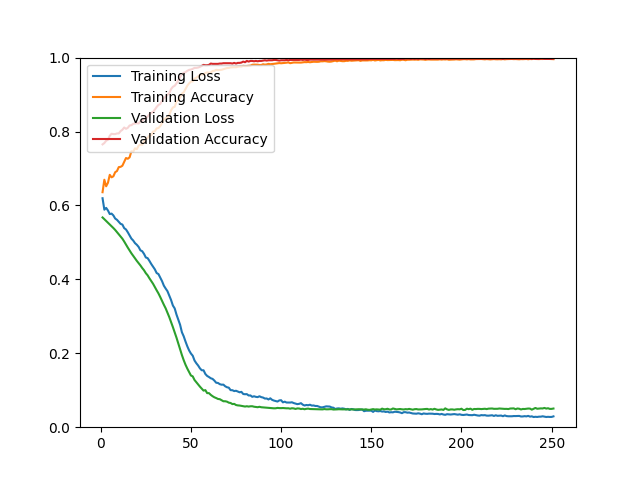 1.0
0.8
0.6
0.4
0.2
0.0
Training Loss
Training Accuracy
Validation Loss
Validation Accuracy
0 50 100 150 200 250